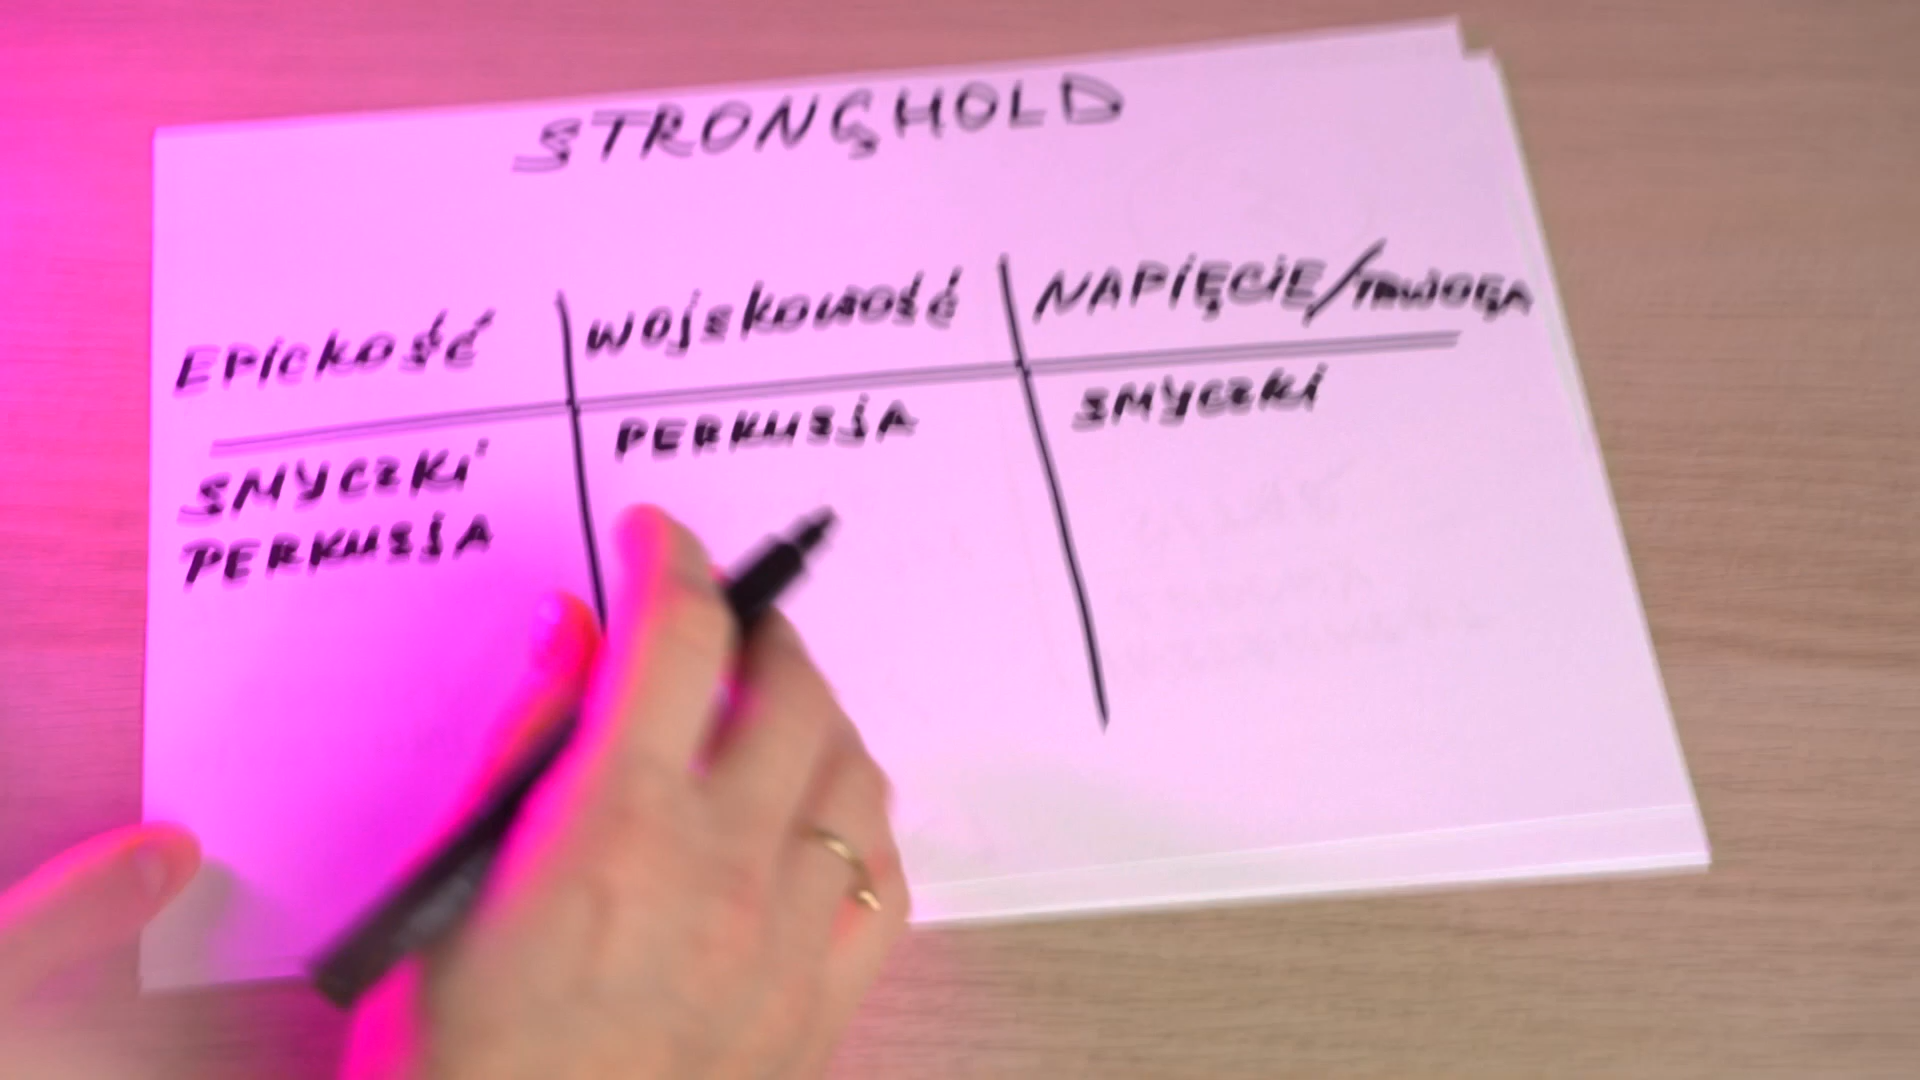 STRONGHOLD
EPickOŚĆ wojskowość NAPiĘCiE/TRWOGA
SMYCZKi PERKUSJA SMYCZKi
PERKUSJA